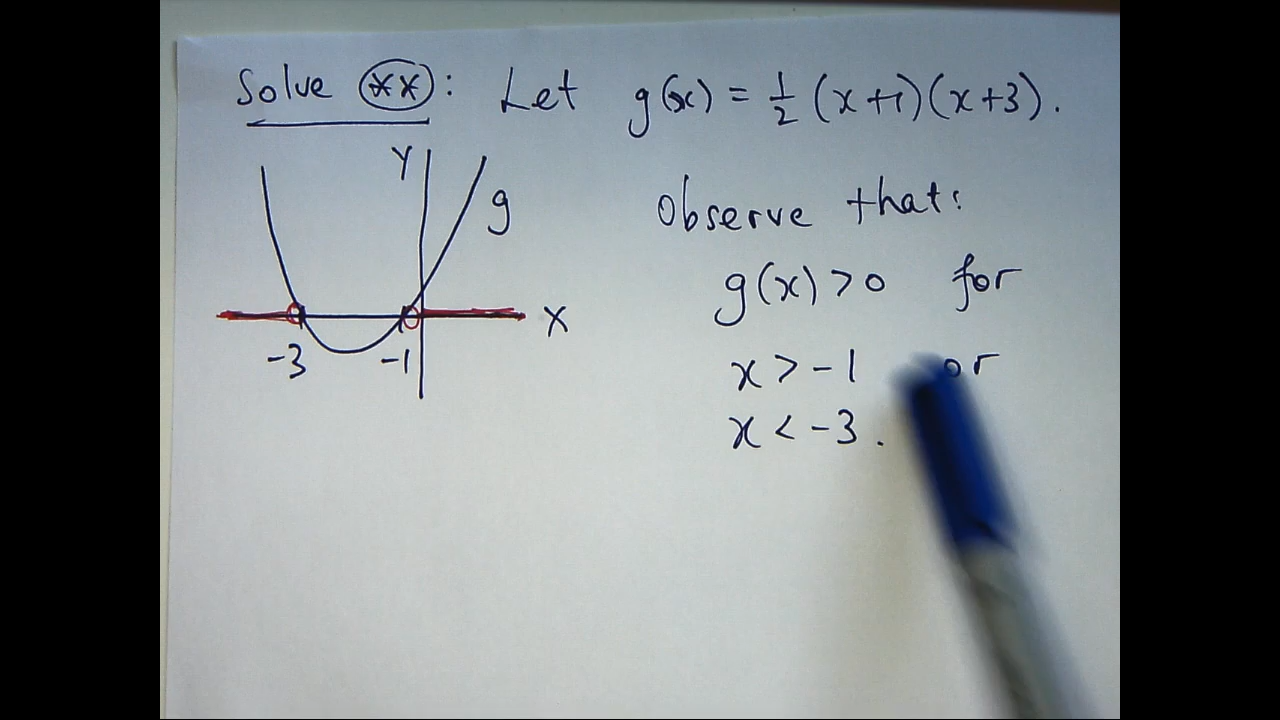 Solve **: Let g(x) = 1/2 (x+1)(x+3).
Y
g
Observe that:
g(x) > 0 for
X
-3 -1
x > -1 or
x < -3.